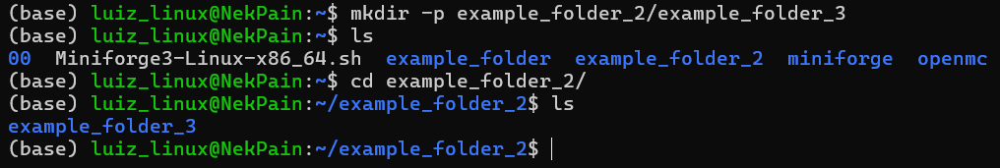 (base) luiz_linux@NekPain:~$ mkdir -p example_folder_2/example_folder_3
(base) luiz_linux@NekPain:~$ ls
00  Miniforge3-Linux-x86_64.sh  example_folder  example_folder_2  miniforge  openmc
(base) luiz_linux@NekPain:~$ cd example_folder_2/
(base) luiz_linux@NekPain:~/example_folder_2$ ls
example_folder_3
(base) luiz_linux@NekPain:~/example_folder_2$